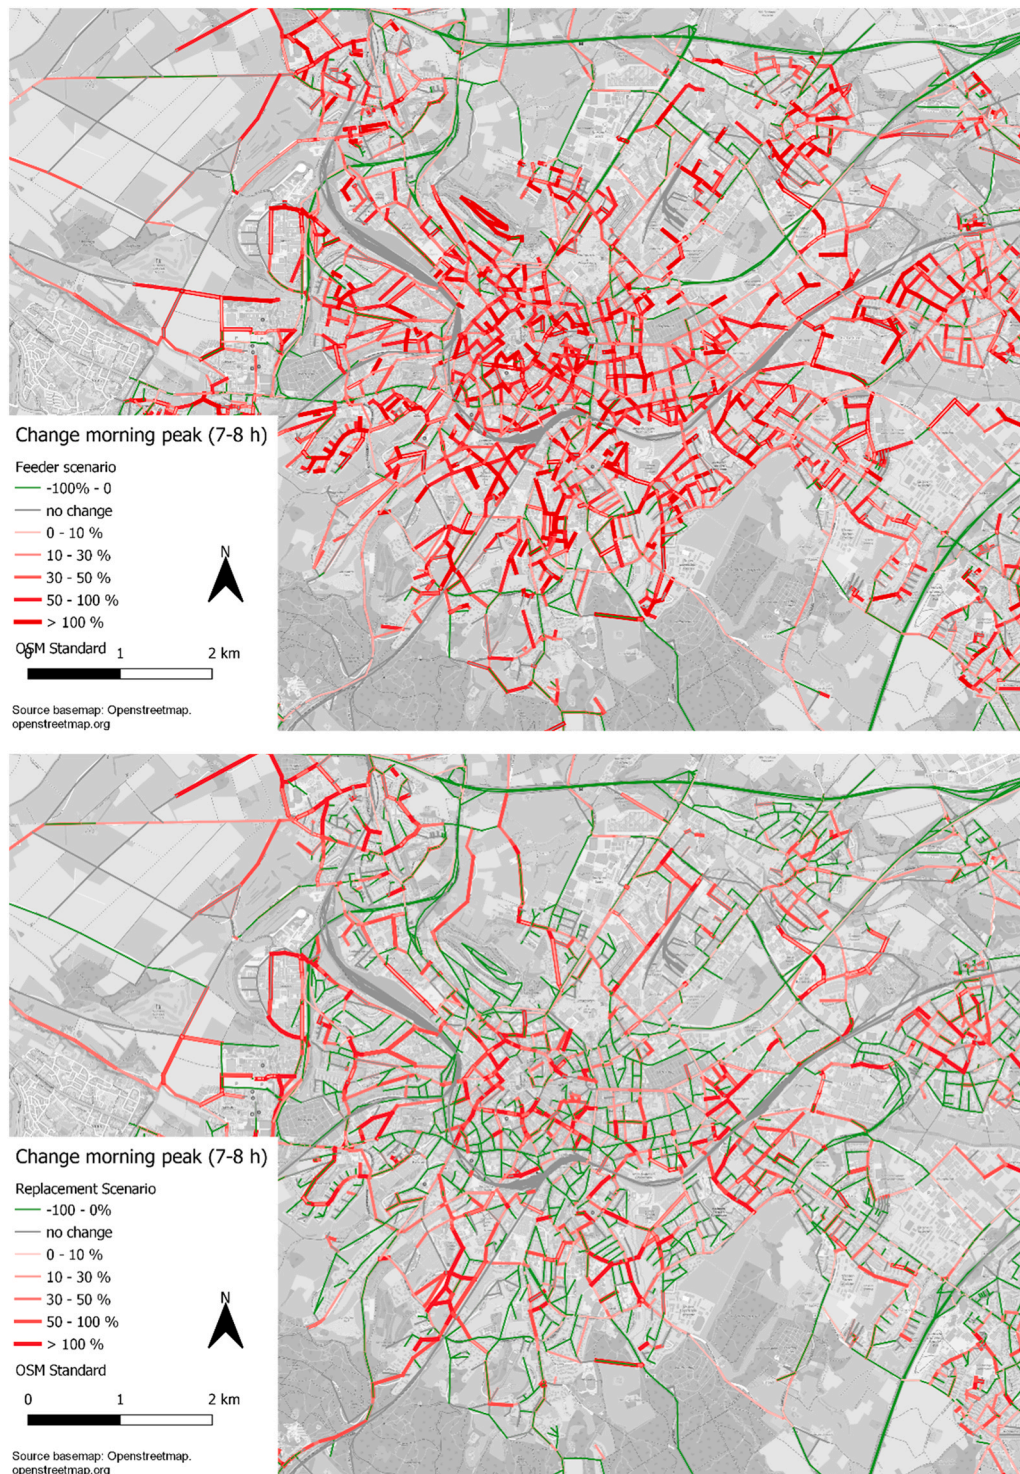 Change morning peak (7-8 h)
Feeder scenario
-100% - 0
no change
0 - 10 %
10 - 30 %
30 - 50 %
50 - 100 %
> 100 %
N
OSM Standard
0 1 2 km
Source basemap: Openstreetmap.
openstreetmap.org
Change morning peak (7-8 h)
Replacement Scenario
-100 - 0%
no change
0 - 10 %
10 - 30 %
30 - 50 %
50 - 100 %
> 100 %
N
OSM Standard
0 1 2 km
Source basemap: Openstreetmap.
openstreetmap.org